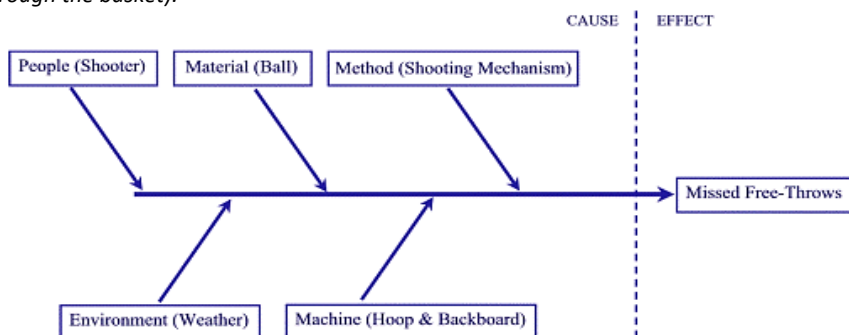 rough the basket).
CAUSE
EFFECT
People (Shooter)
Material (Ball)
Method (Shooting Mechanism)
Missed Free-Throws
Environment (Weather)
Machine (Hoop & Backboard)